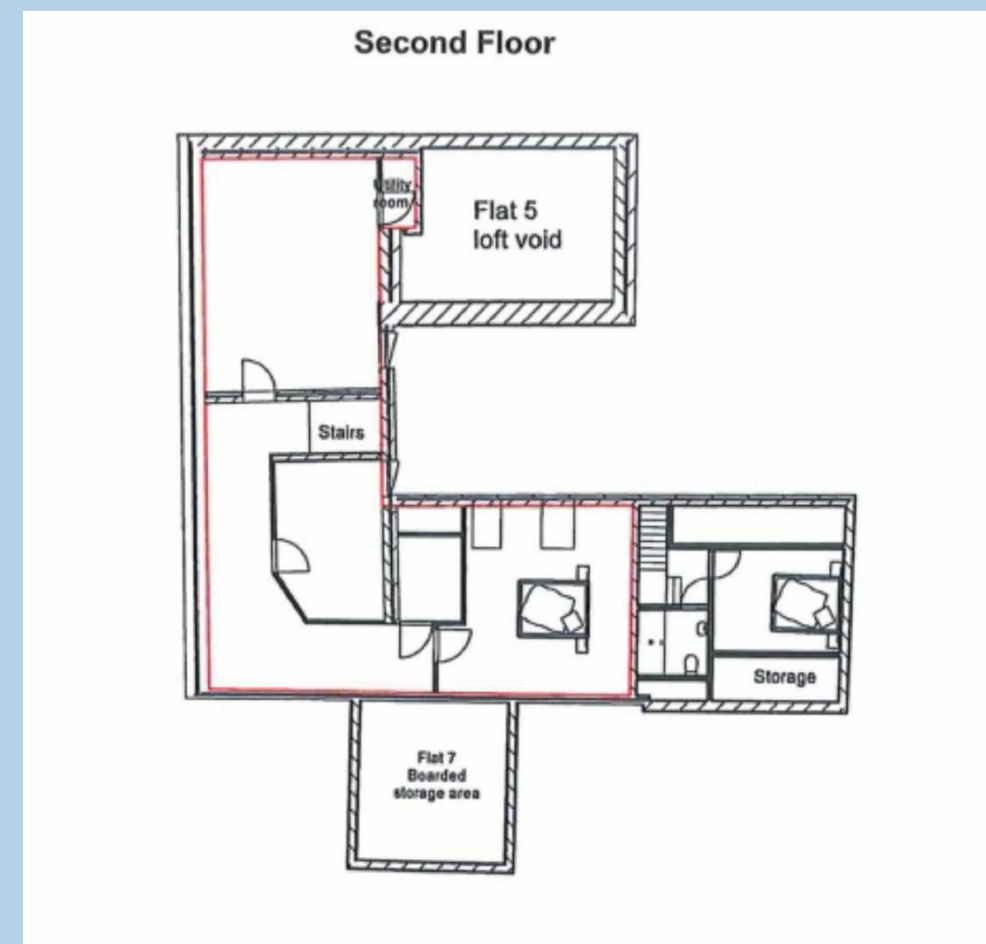 Second Floor
Utility
room
Flat 5
loft void
Stairs
Storage
Flat 7
Boarded
storage area